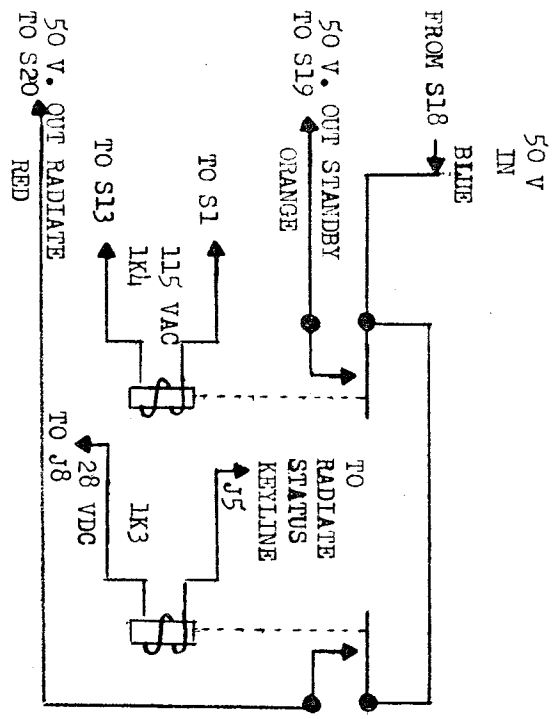 50 V
IN
BLUE
FROM S18
50 V. OUT STANDBY
TO S19
ORANGE
TO S1
115 VAC
1K4
TO S13
50 V. OUT RADIATE
TO S20
RED
TO
RADIATE
STATUS
KEYLINE
J5
1K3
28 VDC
TO J8